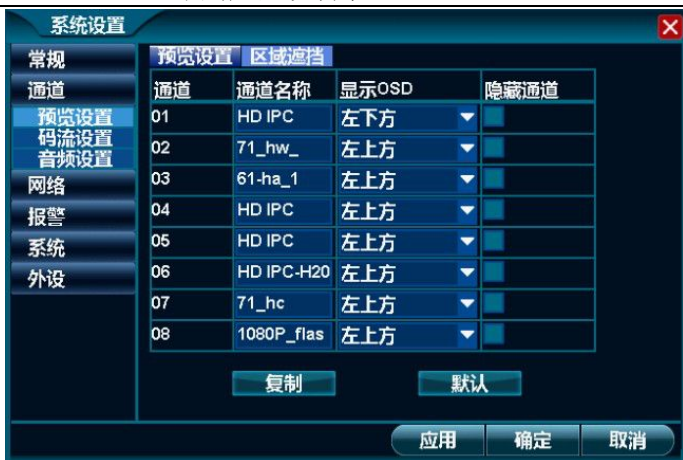 系统设置
常规
通道
预览设置
码流设置
音频设置
网络
报警
系统
外设
预览设置 区域遮挡
通道 通道名称 显示OSD 隐藏通道
01 HD IPC 左下方
02 71_hw_ 左上方
03 61-ha_1 左上方
04 HD IPC 左上方
05 HD IPC 左上方
06 HD IPC-H20 左上方
07 71_hc 左上方
08 1080P_flas 左上方
复制 默认
应用 确定 取消